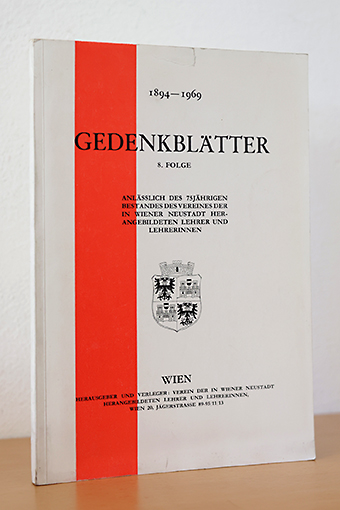 1894—1969
GEDENKBLÄTTER
8. FOLGE
ANLÄSSLICH DES 75JÄHRIGEN
BESTANDES DES VEREINES DER
IN WIENER NEUSTADT HER-
ANGEBILDETEN LEHRER UND
LEHRERINNEN
WIEN
HERAUSGEBER UND VERLEGER: VEREIN DER IN WIENER NEUSTADT
HERANGEBILDETEN LEHRER UND LEHRERINNEN,
WIEN 20, JÄGERSTRASSE